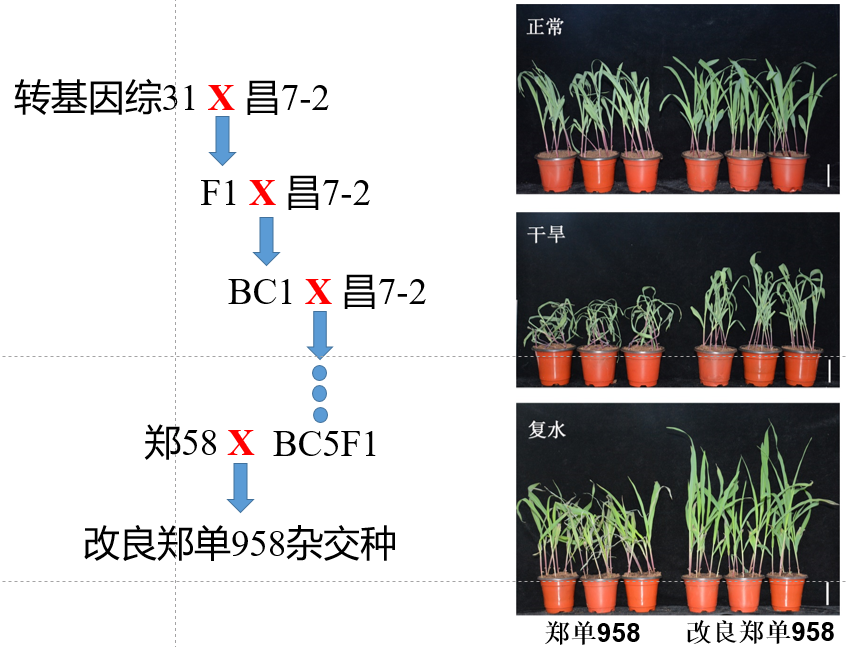 转基因综31 X 昌7-2
F1 X 昌7-2
BC1 X 昌7-2
郑58 X BC5F1
改良郑单958杂交种
正常
干旱
复水
郑单958 改良郑单958